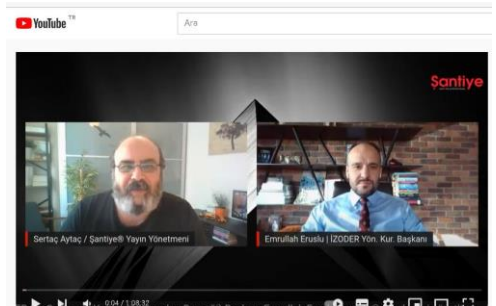 YouTube TR
Ara
Şantiye
Sertaç Aytaç / Şantiye® Yayın Yönetmeni
Emrullah Eruslu | İZODER Yön. Kur. Başkanı
0:04 / 1:08:32